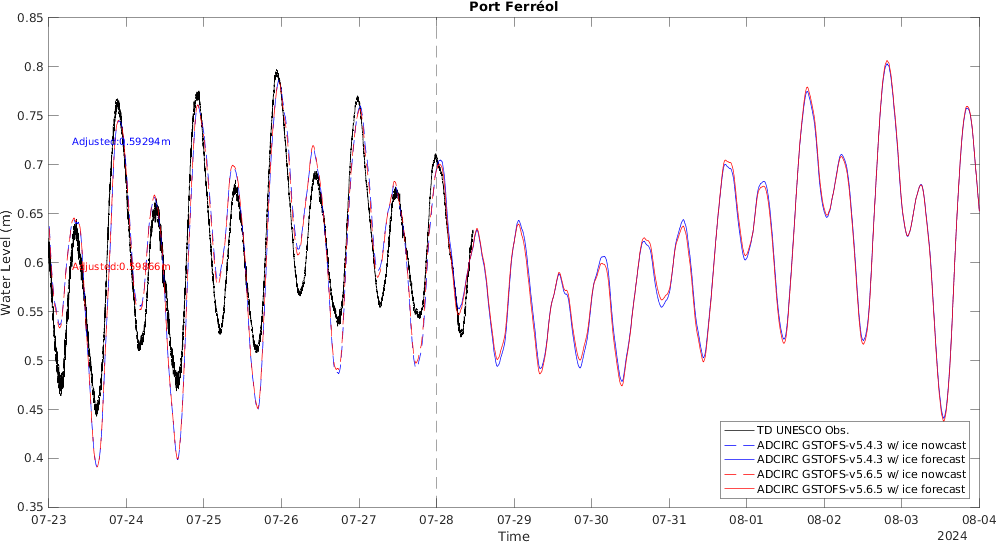 Port Ferréol
0.85
0.8
0.75
0.7
0.65
0.6
0.55
0.5
0.45
0.4
0.35
Water Level (m)
Adjusted:0.59294m
Adjusted:0.59866m
TD UNESCO Obs.
ADCIRC GSTOFS-v5.4.3 w/ ice nowcast
ADCIRC GSTOFS-v5.4.3 w/ ice forecast
ADCIRC GSTOFS-v5.6.5 w/ ice nowcast
ADCIRC GSTOFS-v5.6.5 w/ ice forecast
07-23 07-24 07-25 07-26 07-27 07-28 07-29 07-30 07-31 08-01 08-02 08-03 08-04
Time
2024